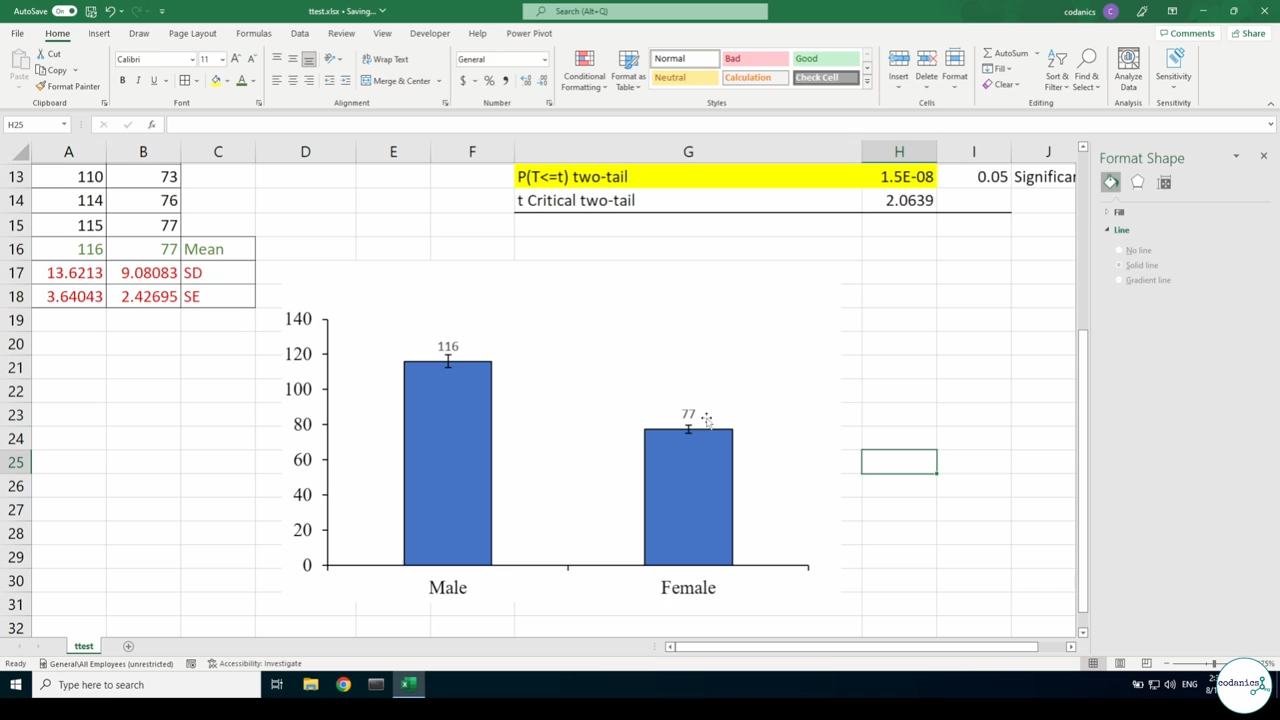 AutoSave On ttest.xlsx - Saving... Search (Alt+Q) codanics C
File Home Insert Draw Page Layout Formulas Data Review View Developer Help Power Pivot Comments Share
Paste Cut Copy Format Painter
Calibri 11 A A
B I U A
Wrap Text
Merge & Center
General
$ % ,
Conditional Formatting Format as Table
Normal Bad Good
Neutral Calculation Check Cell
Insert Delete Format
AutoSum Fill Clear
Sort & Filter Find & Select
Analyze Data
Sensitivity
Clipboard Font Alignment Number Styles Cells Editing Analysis Sensitivity
H25 fx
A B C D E F G H I J
13 110 73 P(T<=t) two-tail 1.5E-08 0.05 Significar
14 114 76 t Critical two-tail 2.0639
15 115 77
16 116 77 Mean
17 13.6213 9.08083 SD
18 3.64043 2.42695 SE
19
20
21
22
23
24
25
26
27
28
29
30
31
32
140
120
100
80
60
40
20
0
116
77
Male Female
Format Shape
Fill
Line
No line
Solid line
Gradient line
ttest
Ready General\All Employees (unrestricted) Accessibility: Investigate
Type here to search
ENG
codanics